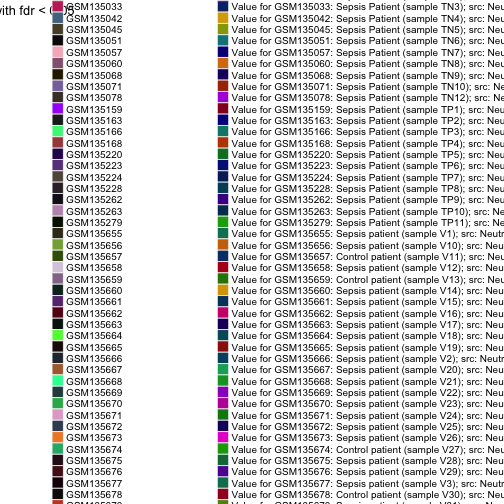 with fdr < 0.05
GSM135033 Value for GSM135033: Sepsis Patient (sample TN3); src: Neu
GSM135042 Value for GSM135042: Sepsis Patient (sample TN4); src: Neu
GSM135045 Value for GSM135045: Sepsis Patient (sample TN5); src: Neu
GSM135051 Value for GSM135051: Sepsis Patient (sample TN6); src: Neu
GSM135057 Value for GSM135057: Sepsis Patient (sample TN7); src: Neu
GSM135060 Value for GSM135060: Sepsis Patient (sample TN8); src: Neu
GSM135068 Value for GSM135068: Sepsis Patient (sample TN9); src: Neu
GSM135071 Value for GSM135071: Sepsis Patient (sample TN10); src: Ne
GSM135078 Value for GSM135078: Sepsis Patient (sample TN12); src: Ne
GSM135159 Value for GSM135159: Sepsis Patient (sample TP1); src: Neu
GSM135163 Value for GSM135163: Sepsis Patient (sample TP2); src: Neu
GSM135166 Value for GSM135166: Sepsis Patient (sample TP3); src: Neu
GSM135168 Value for GSM135168: Sepsis Patient (sample TP4); src: Neu
GSM135220 Value for GSM135220: Sepsis Patient (sample TP5); src: Neu
GSM135223 Value for GSM135223: Sepsis Patient (sample TP6); src: Neu
GSM135224 Value for GSM135224: Sepsis Patient (sample TP7); src: Neu
GSM135228 Value for GSM135228: Sepsis Patient (sample TP8); src: Neu
GSM135262 Value for GSM135262: Sepsis Patient (sample TP9); src: Neu
GSM135263 Value for GSM135263: Sepsis Patient (sample TP10); src: Ne
GSM135279 Value for GSM135279: Sepsis Patient (sample TP11); src: Neu
GSM135655 Value for GSM135655: Sepsis patient (sample V1); src: Neutr
GSM135656 Value for GSM135656: Sepsis patient (sample V10); src: Neu
GSM135657 Value for GSM135657: Control patient (sample V11); src: Neu
GSM135658 Value for GSM135658: Sepsis patient (sample V12); src: Neu
GSM135659 Value for GSM135659: Control patient (sample V13); src: Neu
GSM135660 Value for GSM135660: Sepsis patient (sample V14); src: Neu
GSM135661 Value for GSM135661: Sepsis patient (sample V15); src: Neu
GSM135662 Value for GSM135662: Sepsis patient (sample V16); src: Neu
GSM135663 Value for GSM135663: Sepsis patient (sample V17); src: Neu
GSM135664 Value for GSM135664: Sepsis patient (sample V18); src: Neu
GSM135665 Value for GSM135665: Sepsis patient (sample V19); src: Neu
GSM135666 Value for GSM135666: Sepsis patient (sample V2); src: Neutr
GSM135667 Value for GSM135667: Sepsis patient (sample V20); src: Neu
GSM135668 Value for GSM135668: Sepsis patient (sample V21); src: Neu
GSM135669 Value for GSM135669: Sepsis patient (sample V22); src: Neu
GSM135670 Value for GSM135670: Sepsis patient (sample V23); src: Neu
GSM135671 Value for GSM135671: Sepsis patient (sample V24); src: Neu
GSM135672 Value for GSM135672: Sepsis patient (sample V25); src: Neu
GSM135673 Value for GSM135673: Sepsis patient (sample V26); src: Neu
GSM135674 Value for GSM135674: Control patient (sample V27); src: Neu
GSM135675 Value for GSM135675: Sepsis patient (sample V28); src: Neu
GSM135676 Value for GSM135676: Sepsis patient (sample V29); src: Neu
GSM135677 Value for GSM135677: Sepsis patient (sample V3); src: Neutr
GSM135678 Value for GSM135678: Control patient (sample V30); src: Neu